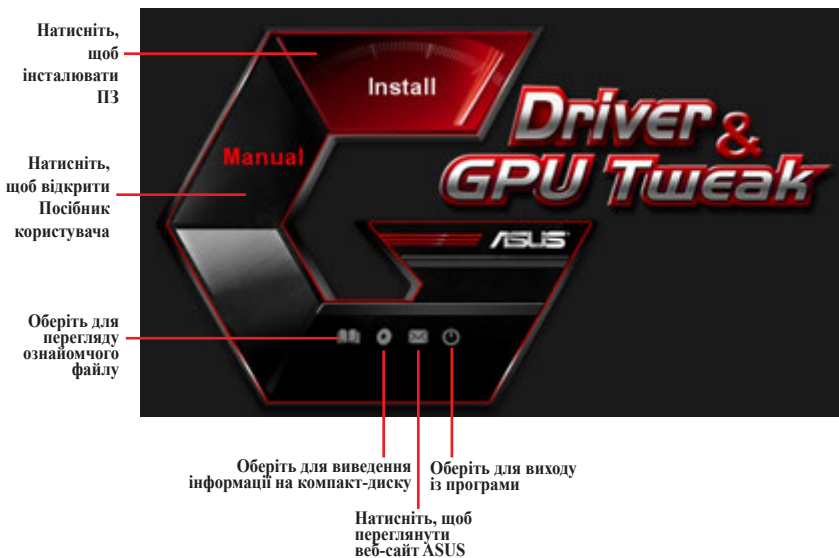 Натисніть,
щоб
інсталювати
ПЗ
Install
Driver &
GPU Tweak
Manual
Натисніть,
щоб відкрити
Посібник
користувача
ASUS
Оберіть для
перегляду
ознайомчого
файлу
Оберіть для виведення
інформації на компакт-диску
Оберіть для виходу
із програми
Натисніть, щоб
переглянути
веб-сайт ASUS